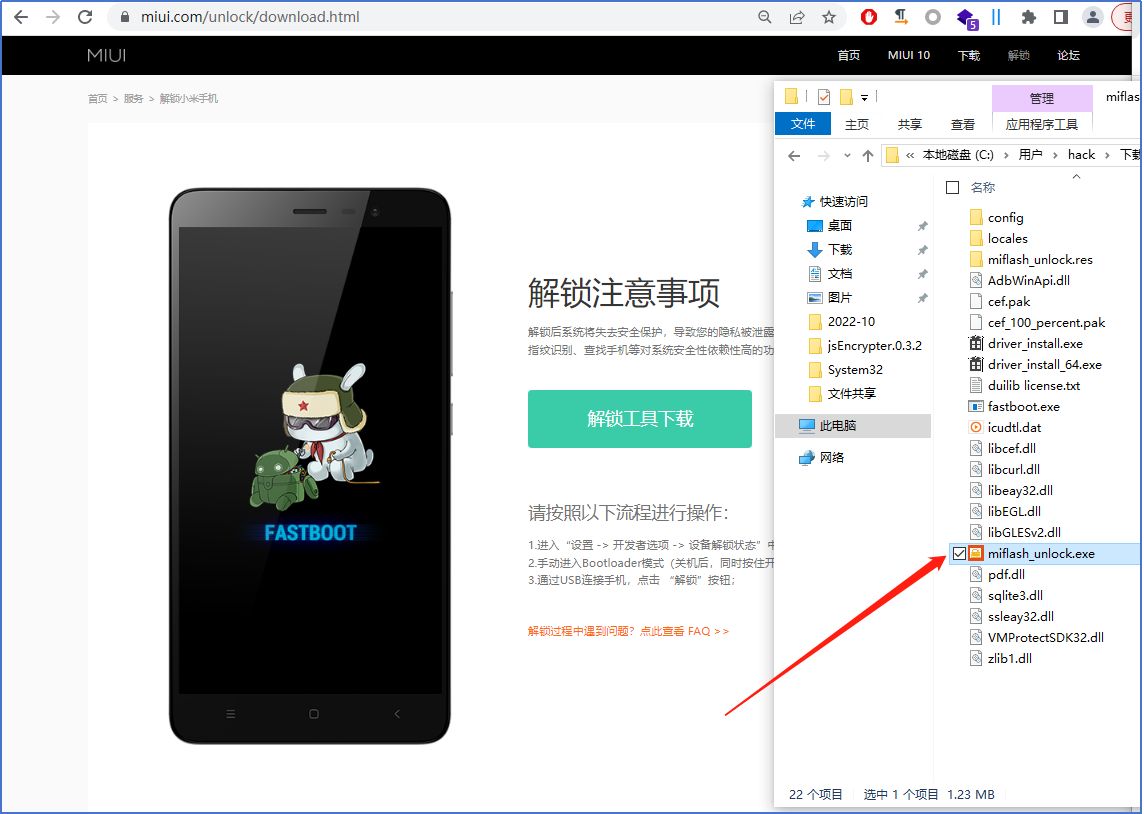 miui.com/unlock/download.html
5
MIUI
首页 MIUI 10 下载 解锁 论坛
首页 > 服务 > 解锁小米手机
FASTBOOT
解锁注意事项
解锁后系统将失去安全保护，导致您的隐私被泄露
指纹识别、查找手机等对系统安全性依赖性高的功
解锁工具下载
请按照以下流程进行操作：
1.进入“设置 -> 开发者选项 -> 设备解锁状态”中
2.手动进入Bootloader模式（关机后，同时按住开
3.通过USB连接手机，点击 “解锁”按钮；
解锁过程中遇到问题？点此查看 FAQ >>
管理 miflas
文件 主页 共享 查看 应用程序工具
« 本地磁盘 (C:) > 用户 > hack > 下载
快速访问
桌面
下载
文档
图片
2022-10
jsEncrypter.0.3.2
System32
文件共享
此电脑
网络
名称
config
locales
miflash_unlock.res
AdbWinApi.dll
cef.pak
cef_100_percent.pak
driver_install.exe
driver_install_64.exe
duilib license.txt
fastboot.exe
icudtl.dat
libcef.dll
libcurl.dll
libeay32.dll
libEGL.dll
libGLESv2.dll
miflash_unlock.exe
pdf.dll
sqlite3.dll
ssleay32.dll
VMProtectSDK32.dll
zlib1.dll
22 个项目 选中 1 个项目 1.23 MB